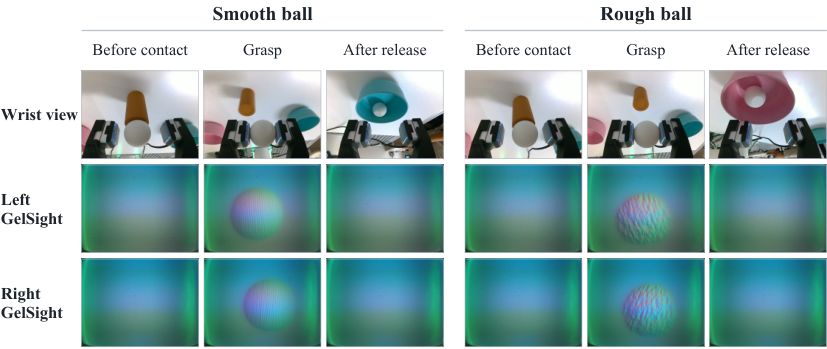 Smooth ball
Rough ball
Before contact
Grasp
After release
Before contact
Grasp
After release
Wrist view
Left
GelSight
Right
GelSight